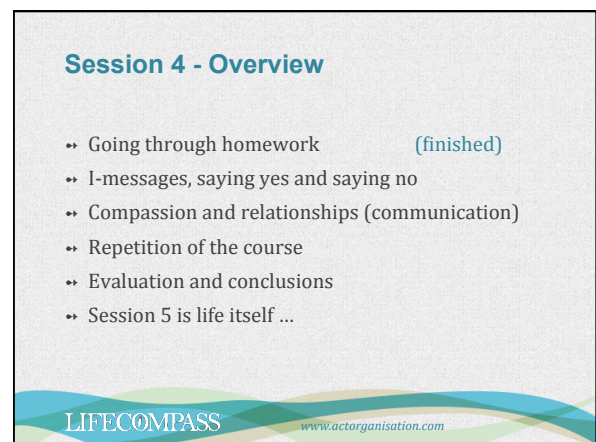 Session 4 - Overview
Going through homework (finished)
I-messages, saying yes and saying no
Compassion and relationships (communication)
Repetition of the course
Evaluation and conclusions
Session 5 is life itself ...
LIFECOMPASS www.actorganisation.com